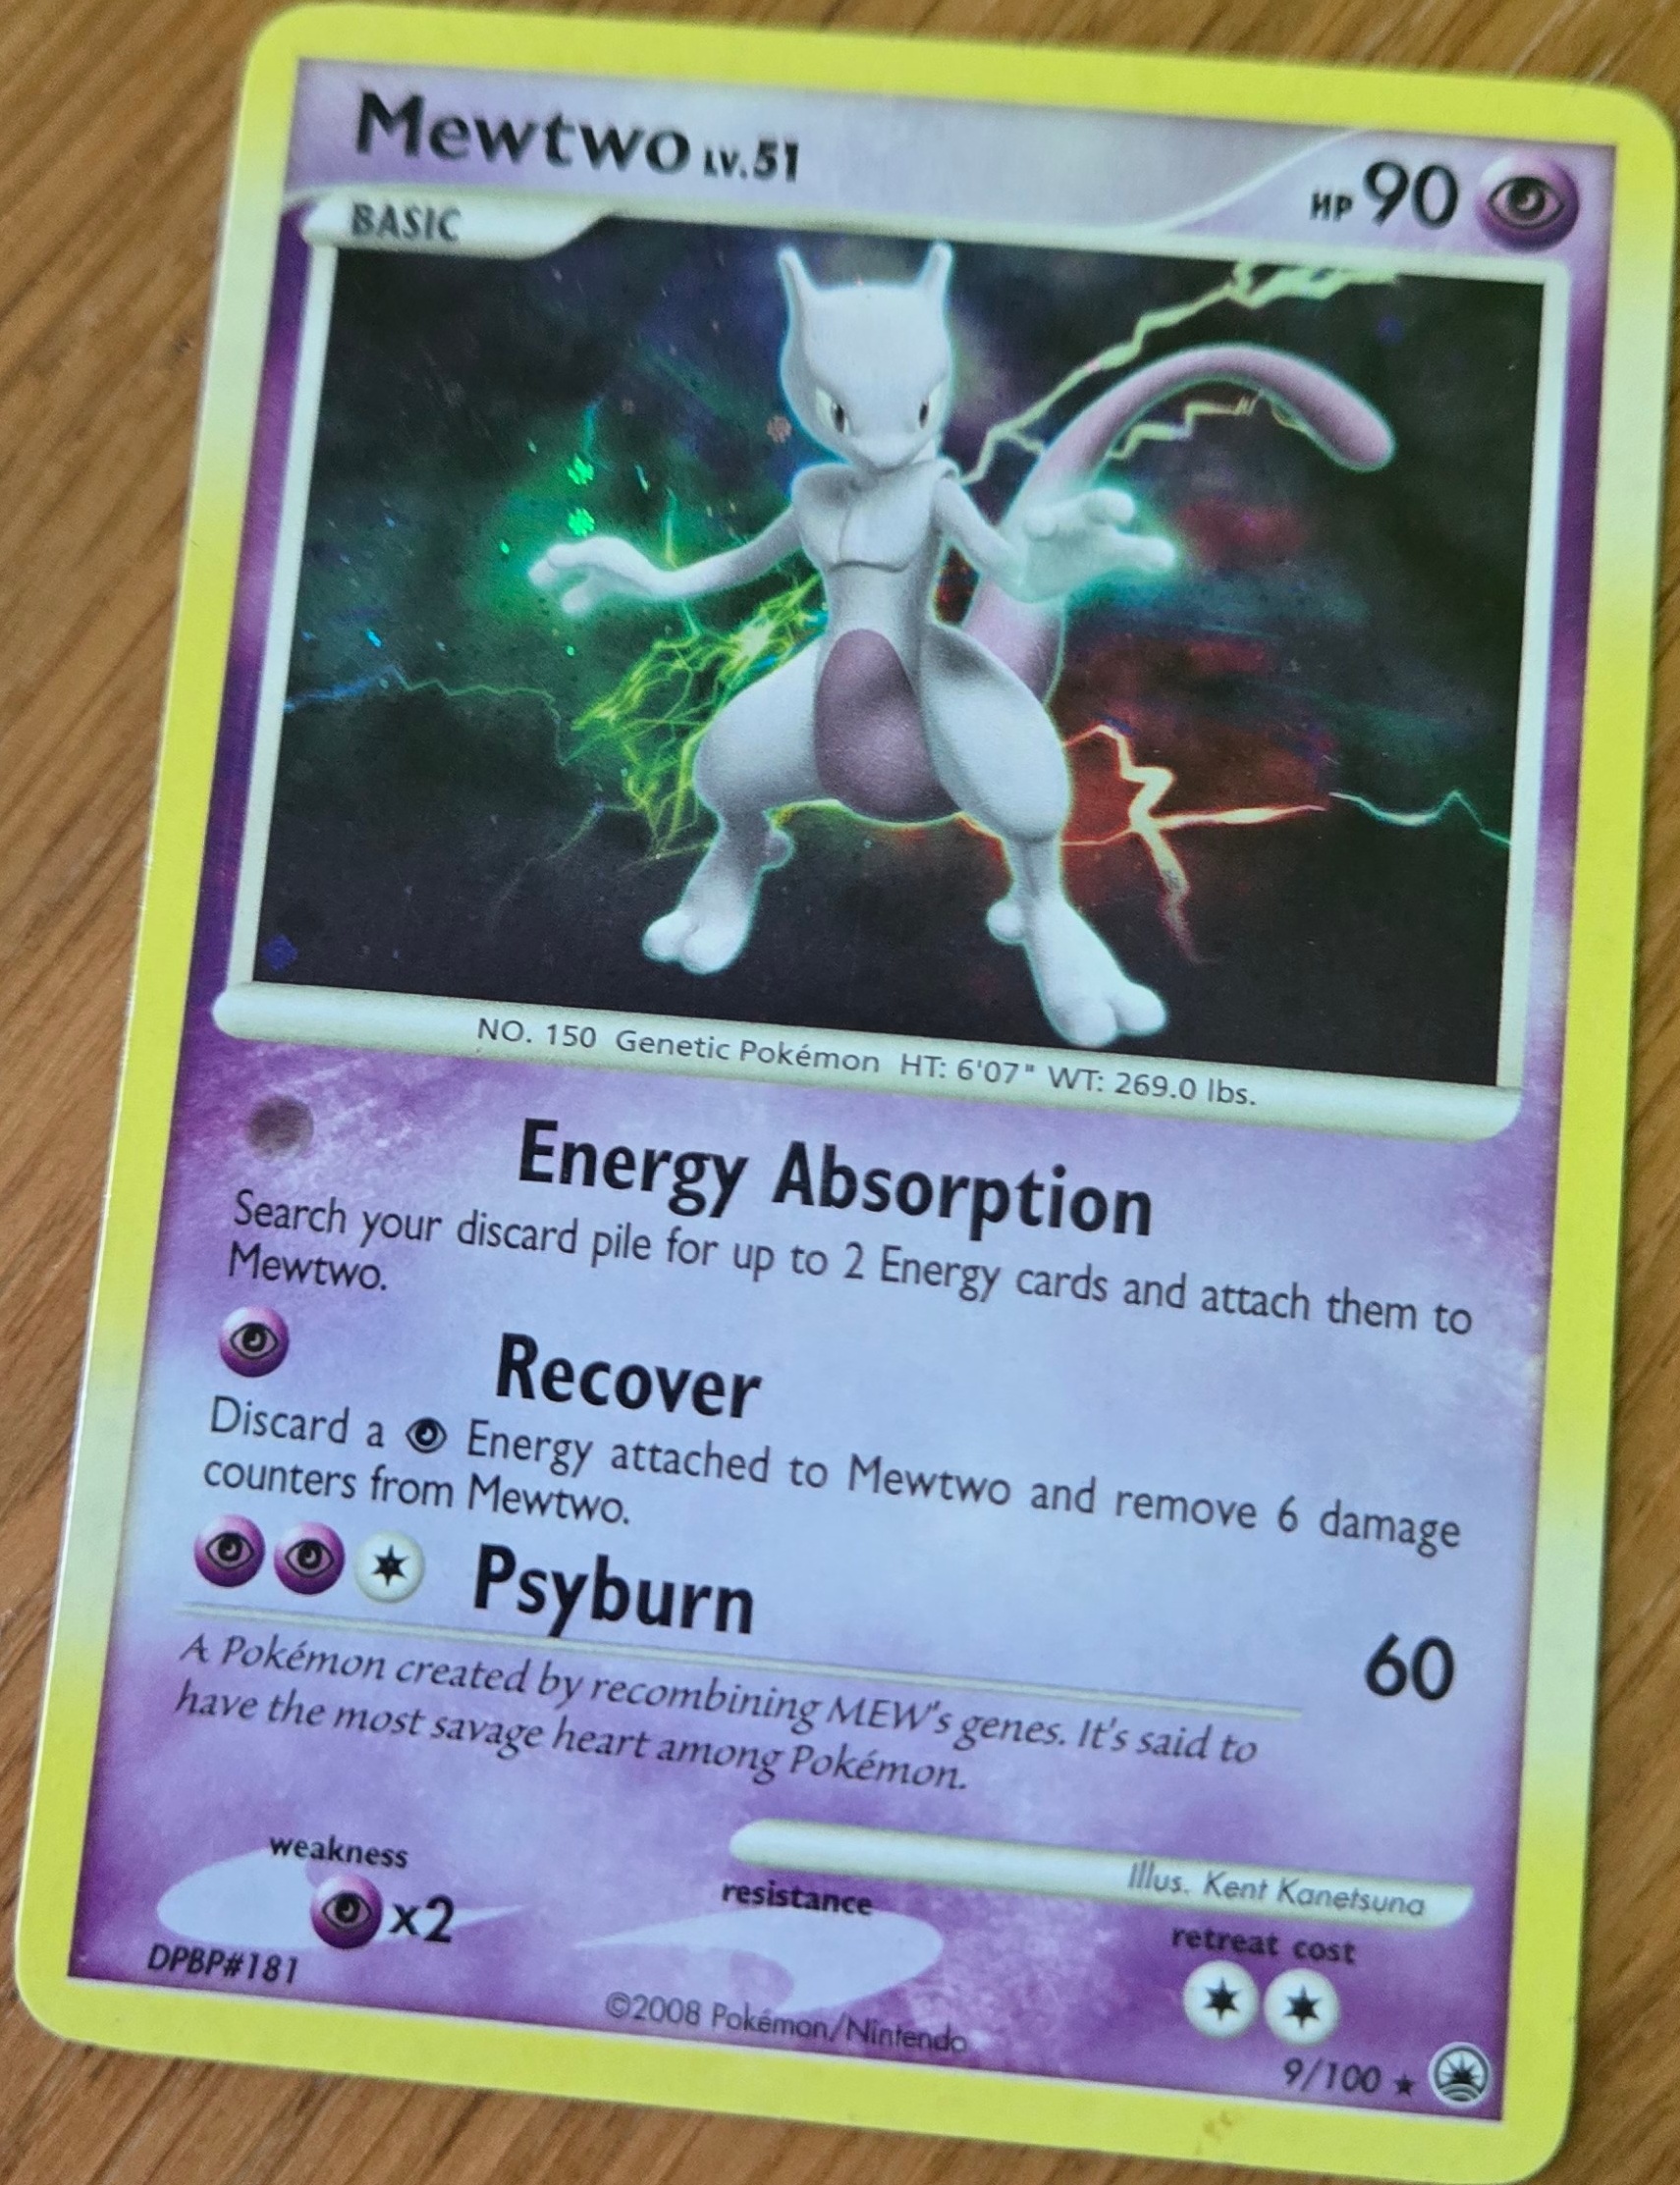 Mewtwo LV.51
HP 90
BASIC
NO. 150 Genetic Pokémon HT: 6'07" WT: 269.0 lbs.
Energy Absorption
Search your discard pile for up to 2 Energy cards and attach them to
Mewtwo.
Recover
Discard a Energy attached to Mewtwo and remove 6 damage
counters from Mewtwo.
Psyburn
60
A Pokémon created by recombining MEW's genes. It's said to
have the most savage heart among Pokémon.
Illus. Kent Kanetsuna
weakness
x2
resistance
retreat cost
DPBP#181
©2008 Pokémon/Nintendo
9/100 ★